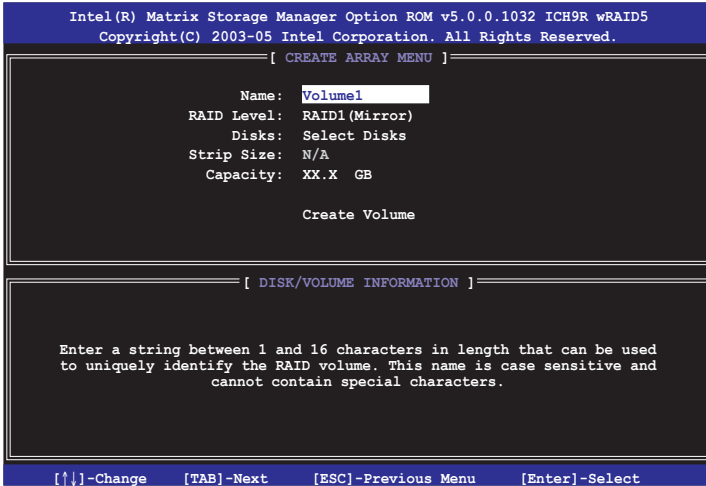 Intel(R) Matrix Storage Manager Option ROM v5.0.0.1032 ICH9R wRAID5
Copyright(C) 2003-05 Intel Corporation. All Rights Reserved.
[ CREATE ARRAY MENU ]
Name: Volume1
RAID Level: RAID1(Mirror)
Disks: Select Disks
Strip Size: N/A
Capacity: XX.X GB
Create Volume
[ DISK/VOLUME INFORMATION ]
Enter a string between 1 and 16 characters in length that can be used
to uniquely identify the RAID volume. This name is case sensitive and
cannot contain special characters.
[↑↓]-Change [TAB]-Next [ESC]-Previous Menu [Enter]-Select